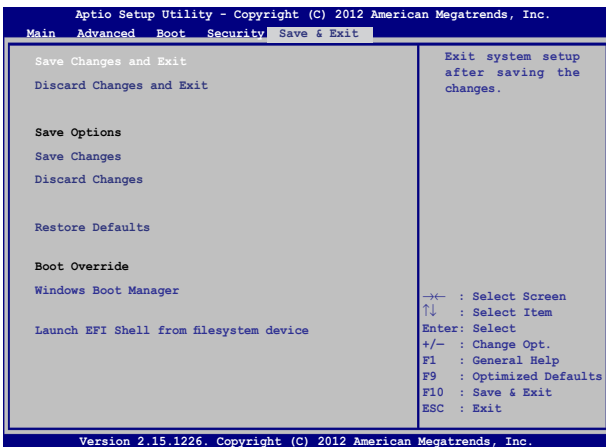 Aptio Setup Utility - Copyright (C) 2012 American Megatrends, Inc.
Main Advanced Boot Security Save & Exit
Save Changes and Exit
Discard Changes and Exit
Save Options
Save Changes
Discard Changes
Restore Defaults
Boot Override
Windows Boot Manager
Launch EFI Shell from filesystem device
Exit system setup
after saving the
changes.
→← : Select Screen
↑↓ : Select Item
Enter: Select
+/− : Change Opt.
F1 : General Help
F9 : Optimized Defaults
F10 : Save & Exit
ESC : Exit
Version 2.15.1226. Copyright (C) 2012 American Megatrends, Inc.